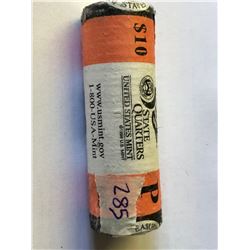 $10
www.usmint.gov
1-800-USA-Mint
STATE
QUARTERS
UNITED STATES MINT
285
P